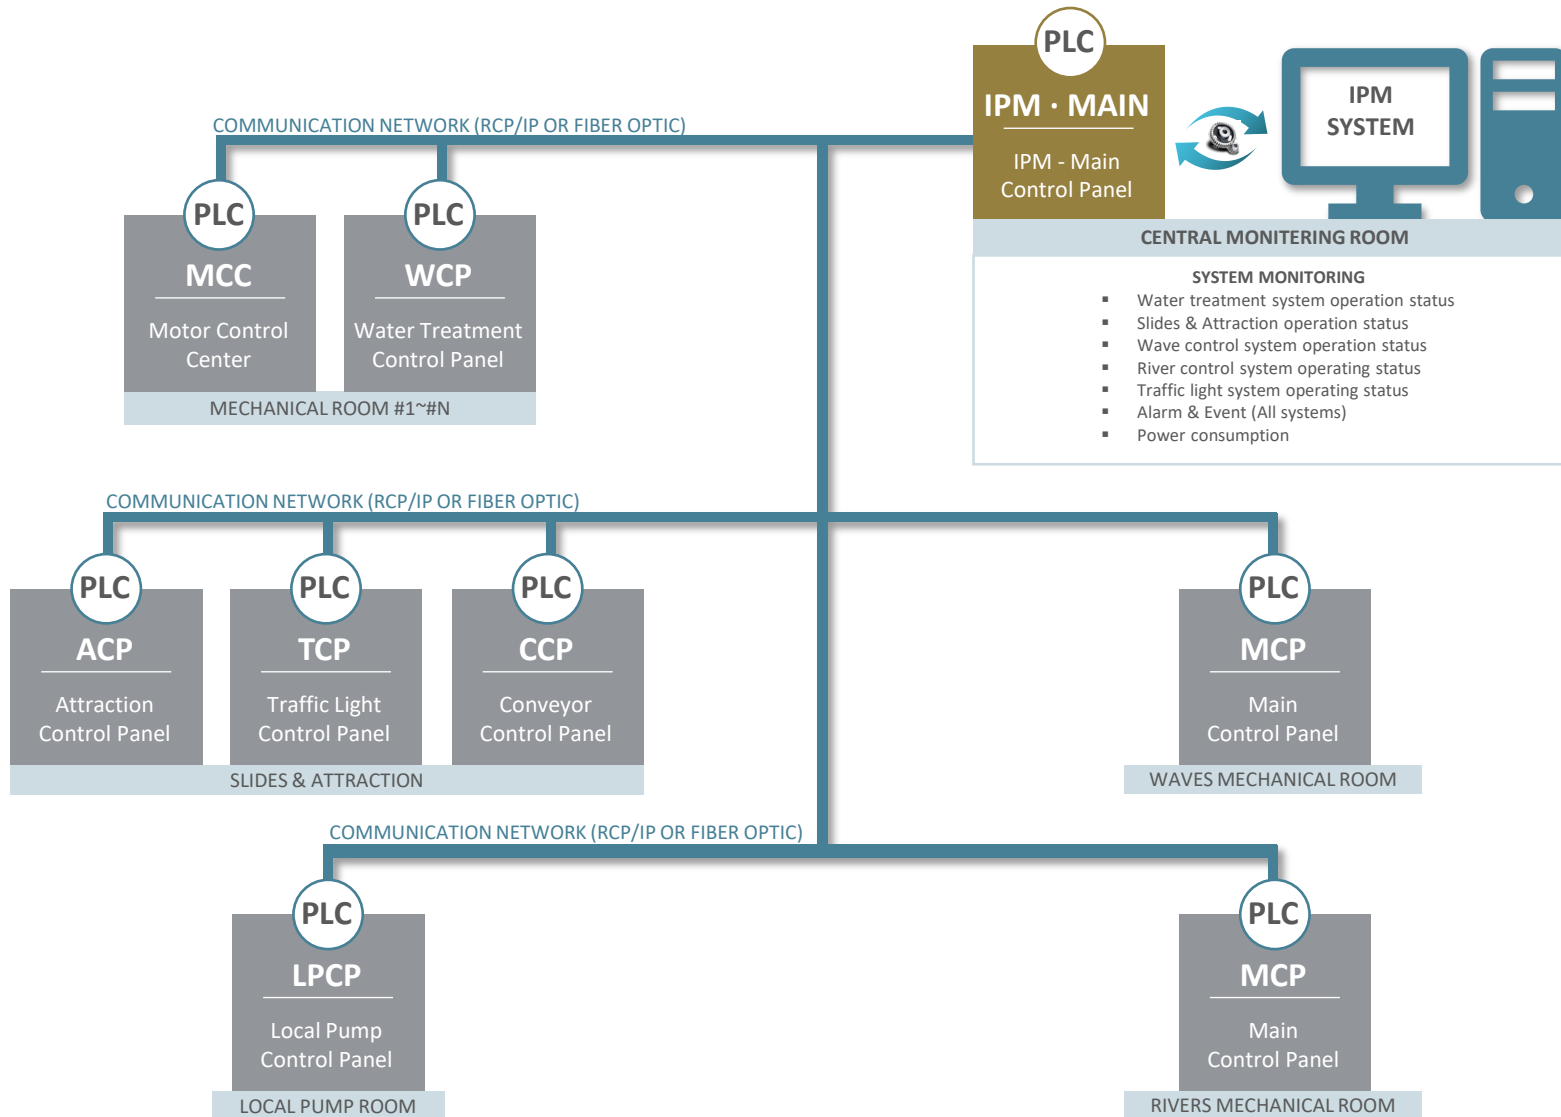 PLC
IPM · MAIN
IPM - Main
Control Panel
IPM
SYSTEM
CENTRAL MONITERING ROOM
SYSTEM MONITORING
▪ Water treatment system operation status
▪ Slides & Attraction operation status
▪ Wave control system operation status
▪ River control system operating status
▪ Traffic light system operating status
▪ Alarm & Event (All systems)
▪ Power consumption
COMMUNICATION NETWORK (RCP/IP OR FIBER OPTIC)
PLC
MCC
Motor Control
Center
PLC
WCP
Water Treatment
Control Panel
MECHANICAL ROOM #1~#N
COMMUNICATION NETWORK (RCP/IP OR FIBER OPTIC)
PLC
ACP
Attraction
Control Panel
PLC
TCP
Traffic Light
Control Panel
PLC
CCP
Conveyor
Control Panel
SLIDES & ATTRACTION
PLC
MCP
Main
Control Panel
WAVES MECHANICAL ROOM
COMMUNICATION NETWORK (RCP/IP OR FIBER OPTIC)
PLC
LPCP
Local Pump
Control Panel
LOCAL PUMP ROOM
PLC
MCP
Main
Control Panel
RIVERS MECHANICAL ROOM